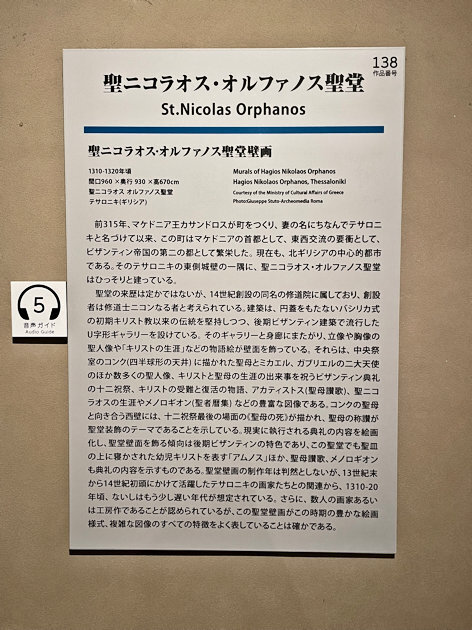 138
作品番号
聖ニコラオス・オルファノス聖堂
St.Nicolas Orphanos
聖ニコラオス・オルファノス聖堂壁画
1310-1320年頃
間口960 × 奥行 930 × 高670cm
聖ニコラオス オルファノス聖堂
テサロニキ(ギリシア)
Murals of Hagios Nikolaos Orphanos
Hagios Nikolaos Orphanos, Thessaloniki
Courtesy of the Ministry of Cultural Affairs of Greece
Photo:Giuseppe Stuto-Archeomedia Roma
前315年、マケドニア王カサンドロスが町をつくり、妻の名にちなんでテサロニ
キと名づけて以来、この町はマケドニアの首都として、東西交流の要衝として、
ビザンティン帝国の第二の都として繁栄した。現在も、北ギリシアの中心的都市
である。そのテサロニキの東側城壁の一隅に、聖ニコラオス・オルファノス聖堂
はひっそりと建っている。
聖堂の来歴は定かではないが、14世紀創設の同名の修道院に属しており、創設
者は修道士ニコンなる者と考えられている。建築は、円蓋をもたないバシリカ式
の初期キリスト教以来の伝統を堅持しつつ、後期ビザンティン建築で流行した
U字形ギャラリーを設けている。そのギャラリーと身廊にまたがり、立像や胸像の
聖人像や「キリストの生涯」などの物語絵が壁面を飾っている。それらは、中央祭
室のコンク(四半球形の天井)に描かれた聖母とミカエル、ガブリエルの二大天使
のほか数多くの聖人像、キリストと聖母の生涯の出来事を祝うビザンティン典礼
の十二祝祭、キリストの受難と復活の物語、アカティストス(聖母讃歌)、聖ニコ
ラオスの生涯やメノロギオン(聖者暦集)などの豊富な図像である。コンクの聖母
と向き合う西壁には、十二祝祭最後の場面の《聖母の死》が描かれ、聖母の称讃が
聖堂装飾のテーマであることを示している。現実に執行される典礼の内容を絵画
化し、聖堂壁面を飾る傾向は後期ビザンティンの特色であり、この聖堂でも聖皿
の上に寝かされた幼児キリストを表す「アムノス」ほか、聖母讃歌、メノロギオン
も典礼の内容を示すものである。聖堂壁画の制作年は判然としないが、13世紀末
から14世紀初頭にかけて活躍したテサロニキの画家たちとの関連から、1310-20
年頃、ないしはもう少し遅い年代が想定されている。さらに、数人の画家あるい
は工房作であることが認められているが、この聖堂壁画がこの時期の豊かな絵画
様式、複雑な図像のすべての特徴をよく表していることは確かである。
5
音声ガイド
Audio Guide